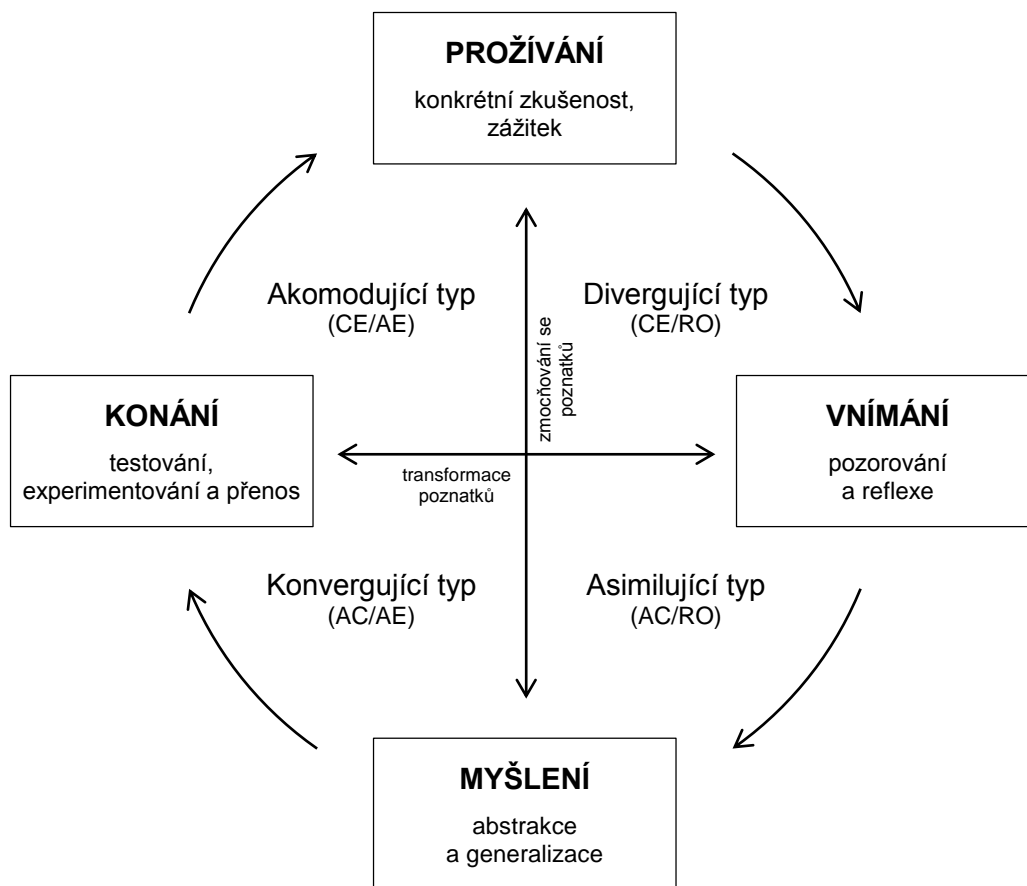 PROŽÍVÁNÍ
konkrétní zkušenost,
zážitek
Akomodující typ
(CE/AE)
Divergující typ
(CE/RO)
zmocňování se
poznatků
KONÁNÍ
testování,
experimentování a přenos
transformace
poznatků
VNÍMÁNÍ
pozorování
a reflexe
Konvergující typ
(AC/AE)
Asimilující typ
(AC/RO)
MYŠLENÍ
abstrakce
a generalizace